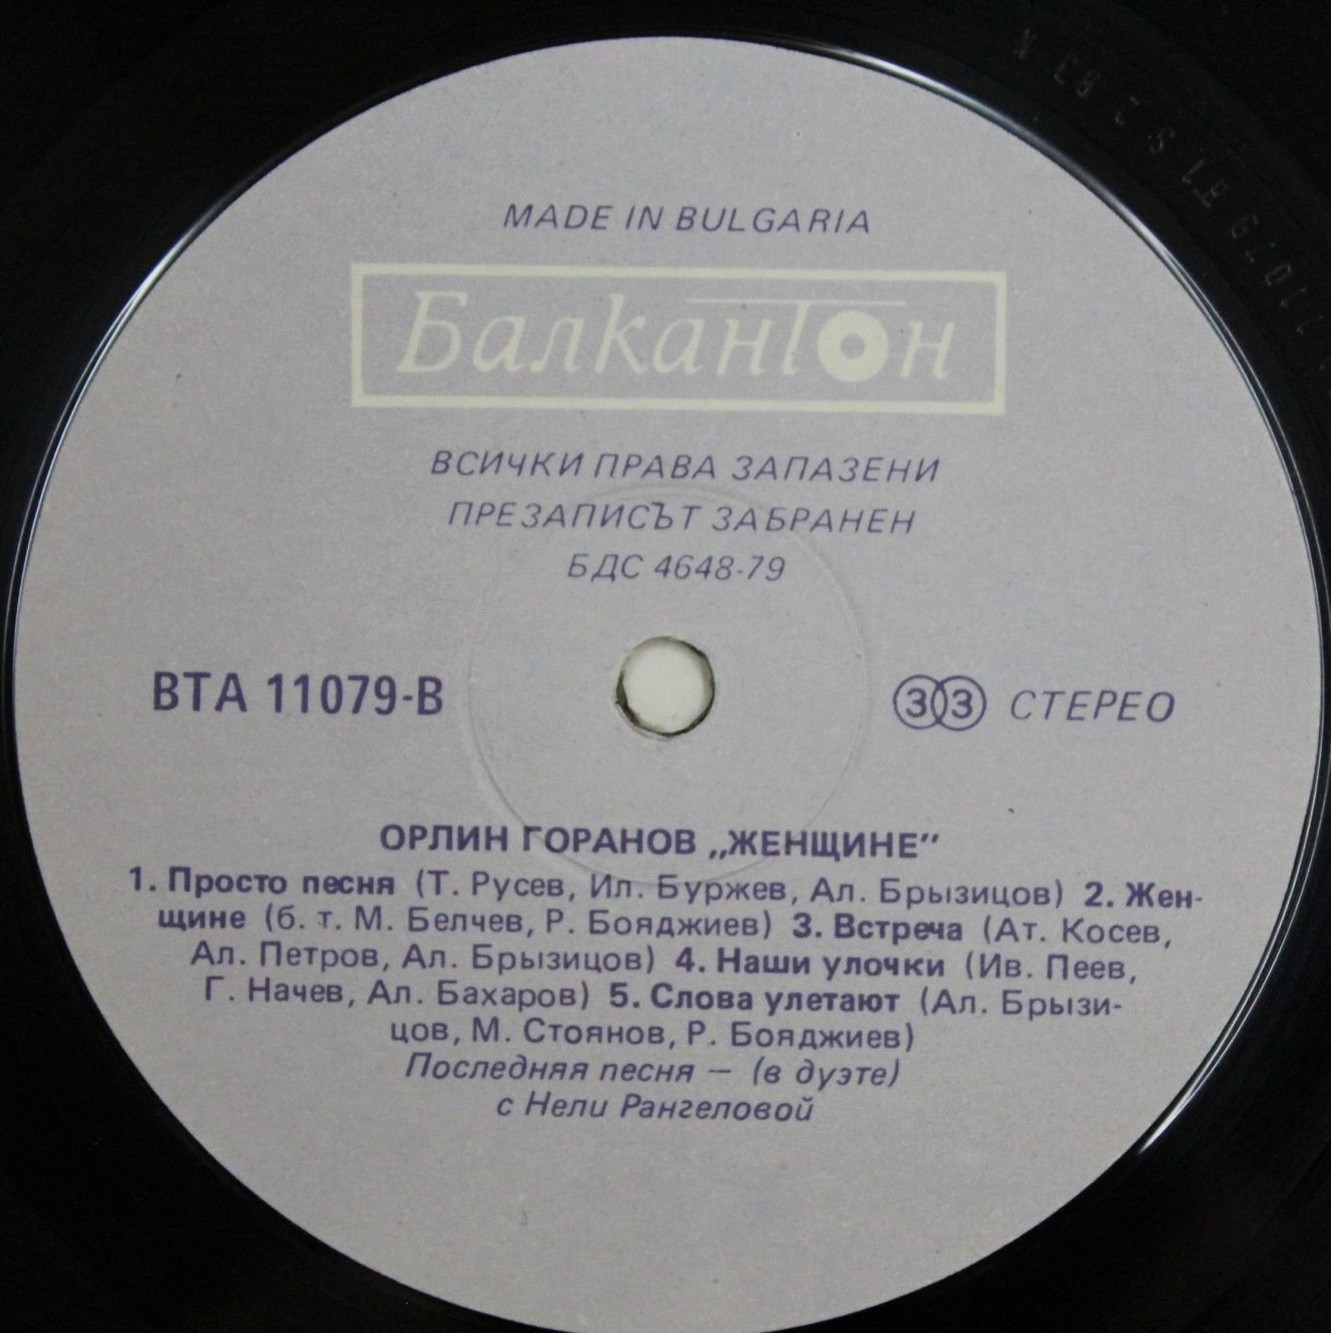 MADE IN BULGARIA
Балкантон
ВСИЧКИ ПРАВА ЗАПАЗЕНИ
ПРЕЗАПИСЪТ ЗАБРАНЕН
БДС 4648-79
ВТА 11079-В
33 СТЕРЕО
ОРЛИН ГОРАНОВ „ЖЕНЩИНЕ”
1. Просто песня (Т. Русев, Ил. Буржев, Ал. Брызицов) 2. Жен-
щине (б. т. М. Белчев, Р. Бояджиев) 3. Встреча (Ат. Косев,
Ал. Петров, Ал. Брызицов) 4. Наши улочки (Ив. Пеев,
Г. Начев, Ал. Бахаров) 5. Слова улетают (Ал. Брызи-
цов, М. Стоянов, Р. Бояджиев)
Последняя песня — (в дуэте)
с Нели Рангеловой